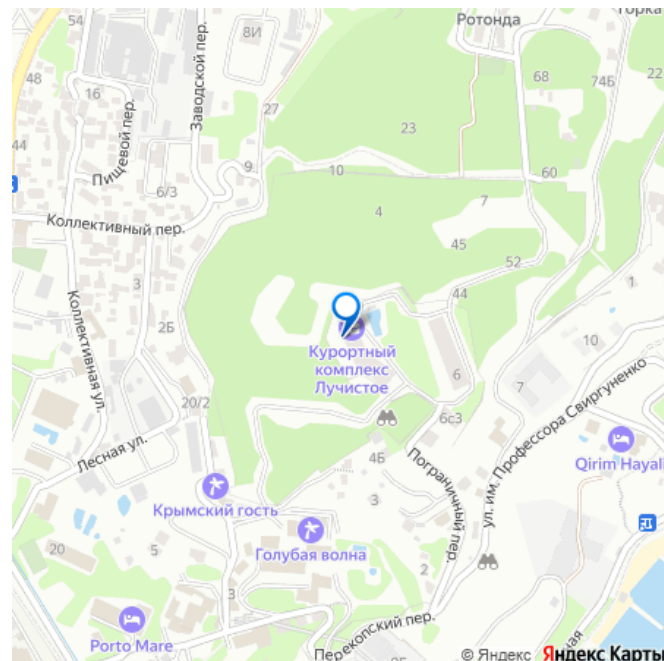 54
8И
Ротонда
Горка
48
Заводской пер.
68
74Б
22
16
27
44
Пищевой пер.
23
9
10
60
6/3
4
7
Коллективный пер.
45
52
3
44
1
2Б
Коллективная ул.
Курортный
комплекс
Лучистое
10
6
7
20/2
6с3
ул. им. Профессора Свиргуненко
Лесная ул.
4Б
Пограничный пер.
Qirim Hayali
Крымский гость
3
20
5
Голубая волна
2
3
Porto Mare
Перекопский пер.
© Яндекс Яндекс Карты